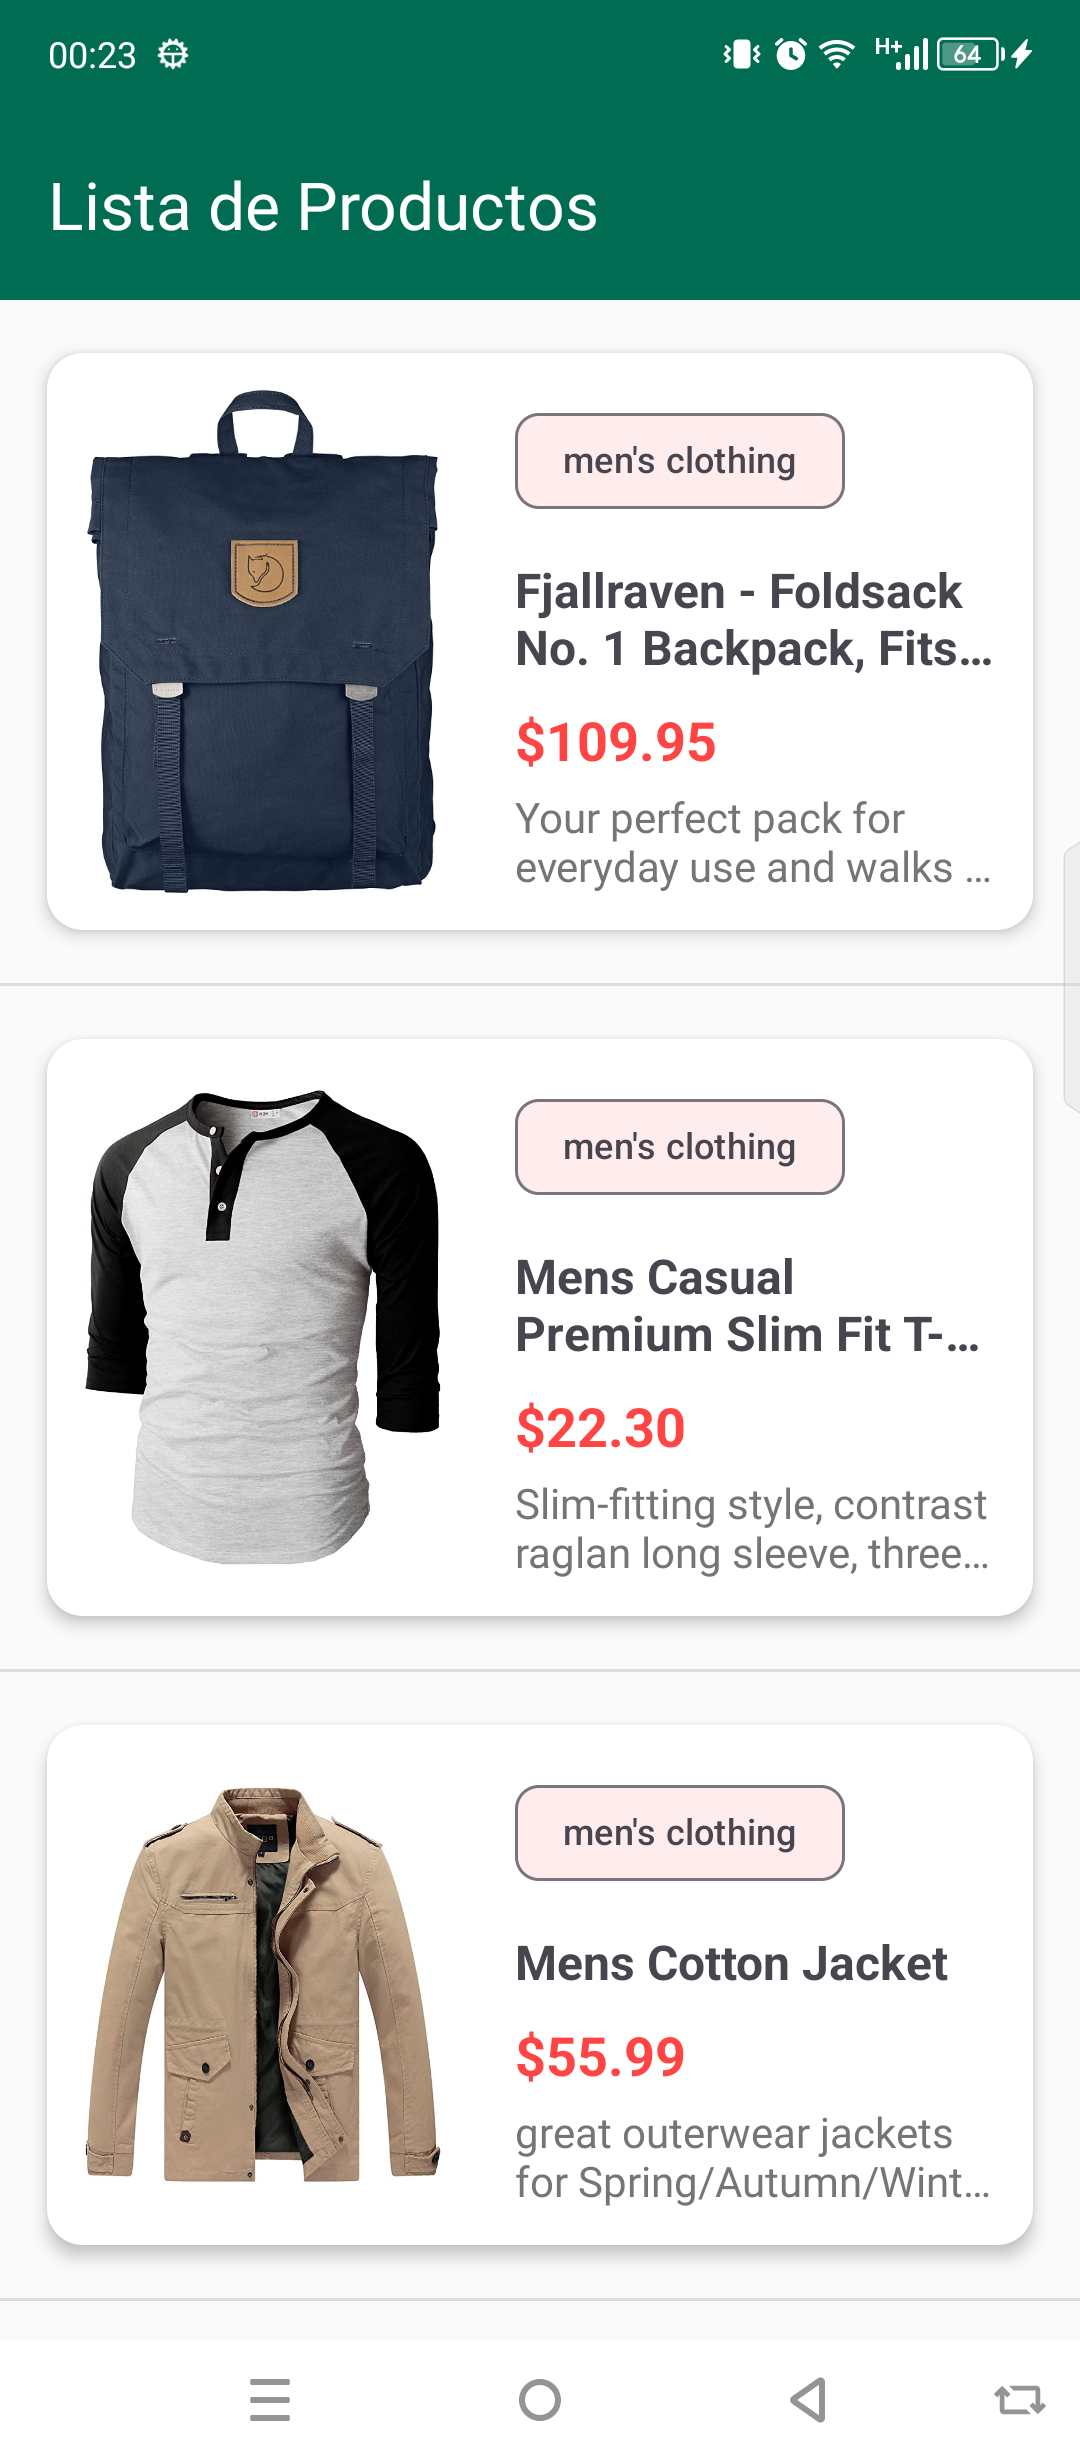 00:23
H+
64
Lista de Productos
men's clothing
Fjallraven - Foldsack
No. 1 Backpack, Fits...
$109.95
Your perfect pack for
everyday use and walks ...
men's clothing
Mens Casual
Premium Slim Fit T-...
$22.30
Slim-fitting style, contrast
raglan long sleeve, three...
men's clothing
Mens Cotton Jacket
$55.99
great outerwear jackets
for Spring/Autumn/Wint...